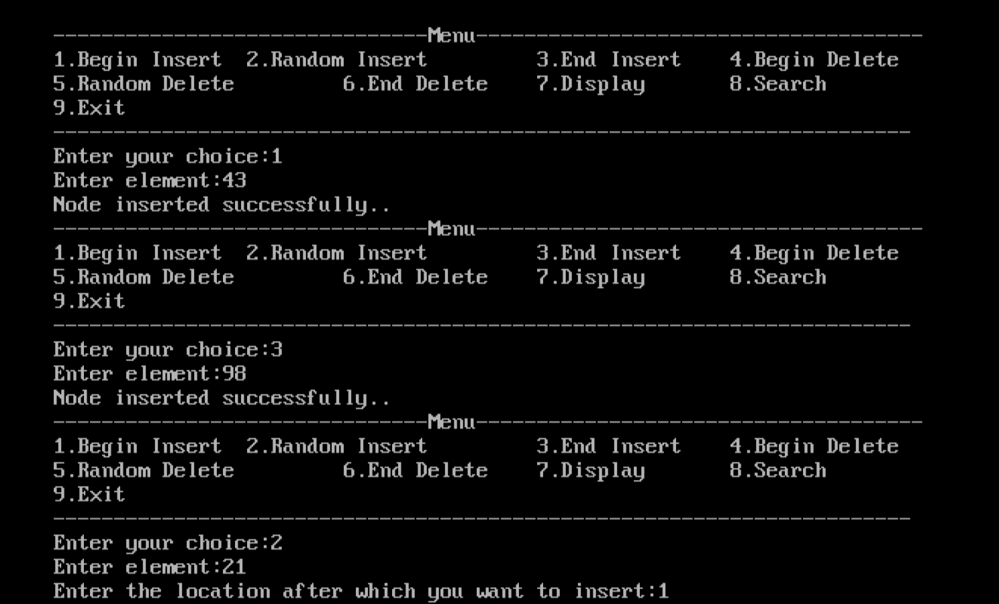 -------------------------------Menu-------------------------------------
1.Begin Insert  2.Random Insert         3.End Insert    4.Begin Delete
5.Random Delete         6.End Delete    7.Display       8.Search
9.Exit
-----------------------------------------------------------------------
Enter your choice:1
Enter element:43
Node inserted successfully..
-------------------------------Menu-------------------------------------
1.Begin Insert  2.Random Insert         3.End Insert    4.Begin Delete
5.Random Delete         6.End Delete    7.Display       8.Search
9.Exit
-----------------------------------------------------------------------
Enter your choice:3
Enter element:98
Node inserted successfully..
-------------------------------Menu-------------------------------------
1.Begin Insert  2.Random Insert         3.End Insert    4.Begin Delete
5.Random Delete         6.End Delete    7.Display       8.Search
9.Exit
-----------------------------------------------------------------------
Enter your choice:2
Enter element:21
Enter the location after which you want to insert:1